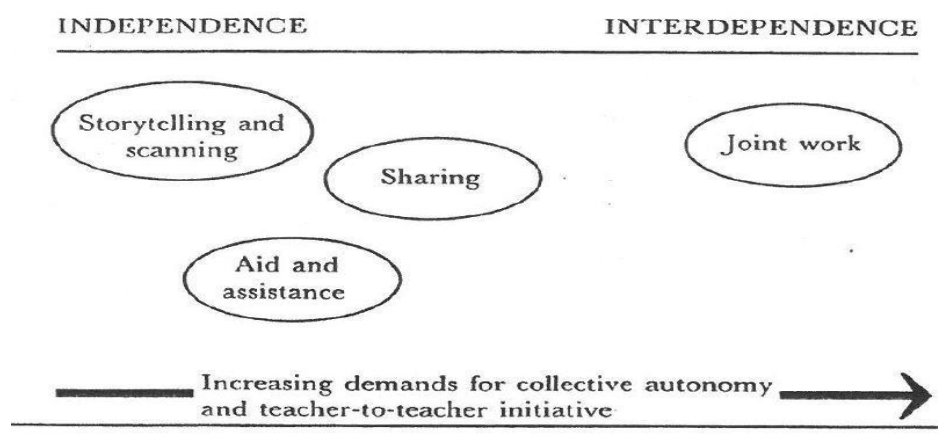 INDEPENDENCE
INTERDEPENDENCE
Storytelling and
scanning
Sharing
Joint work
Aid and
assistance
Increasing demands for collective autonomy
and teacher-to-teacher initiative